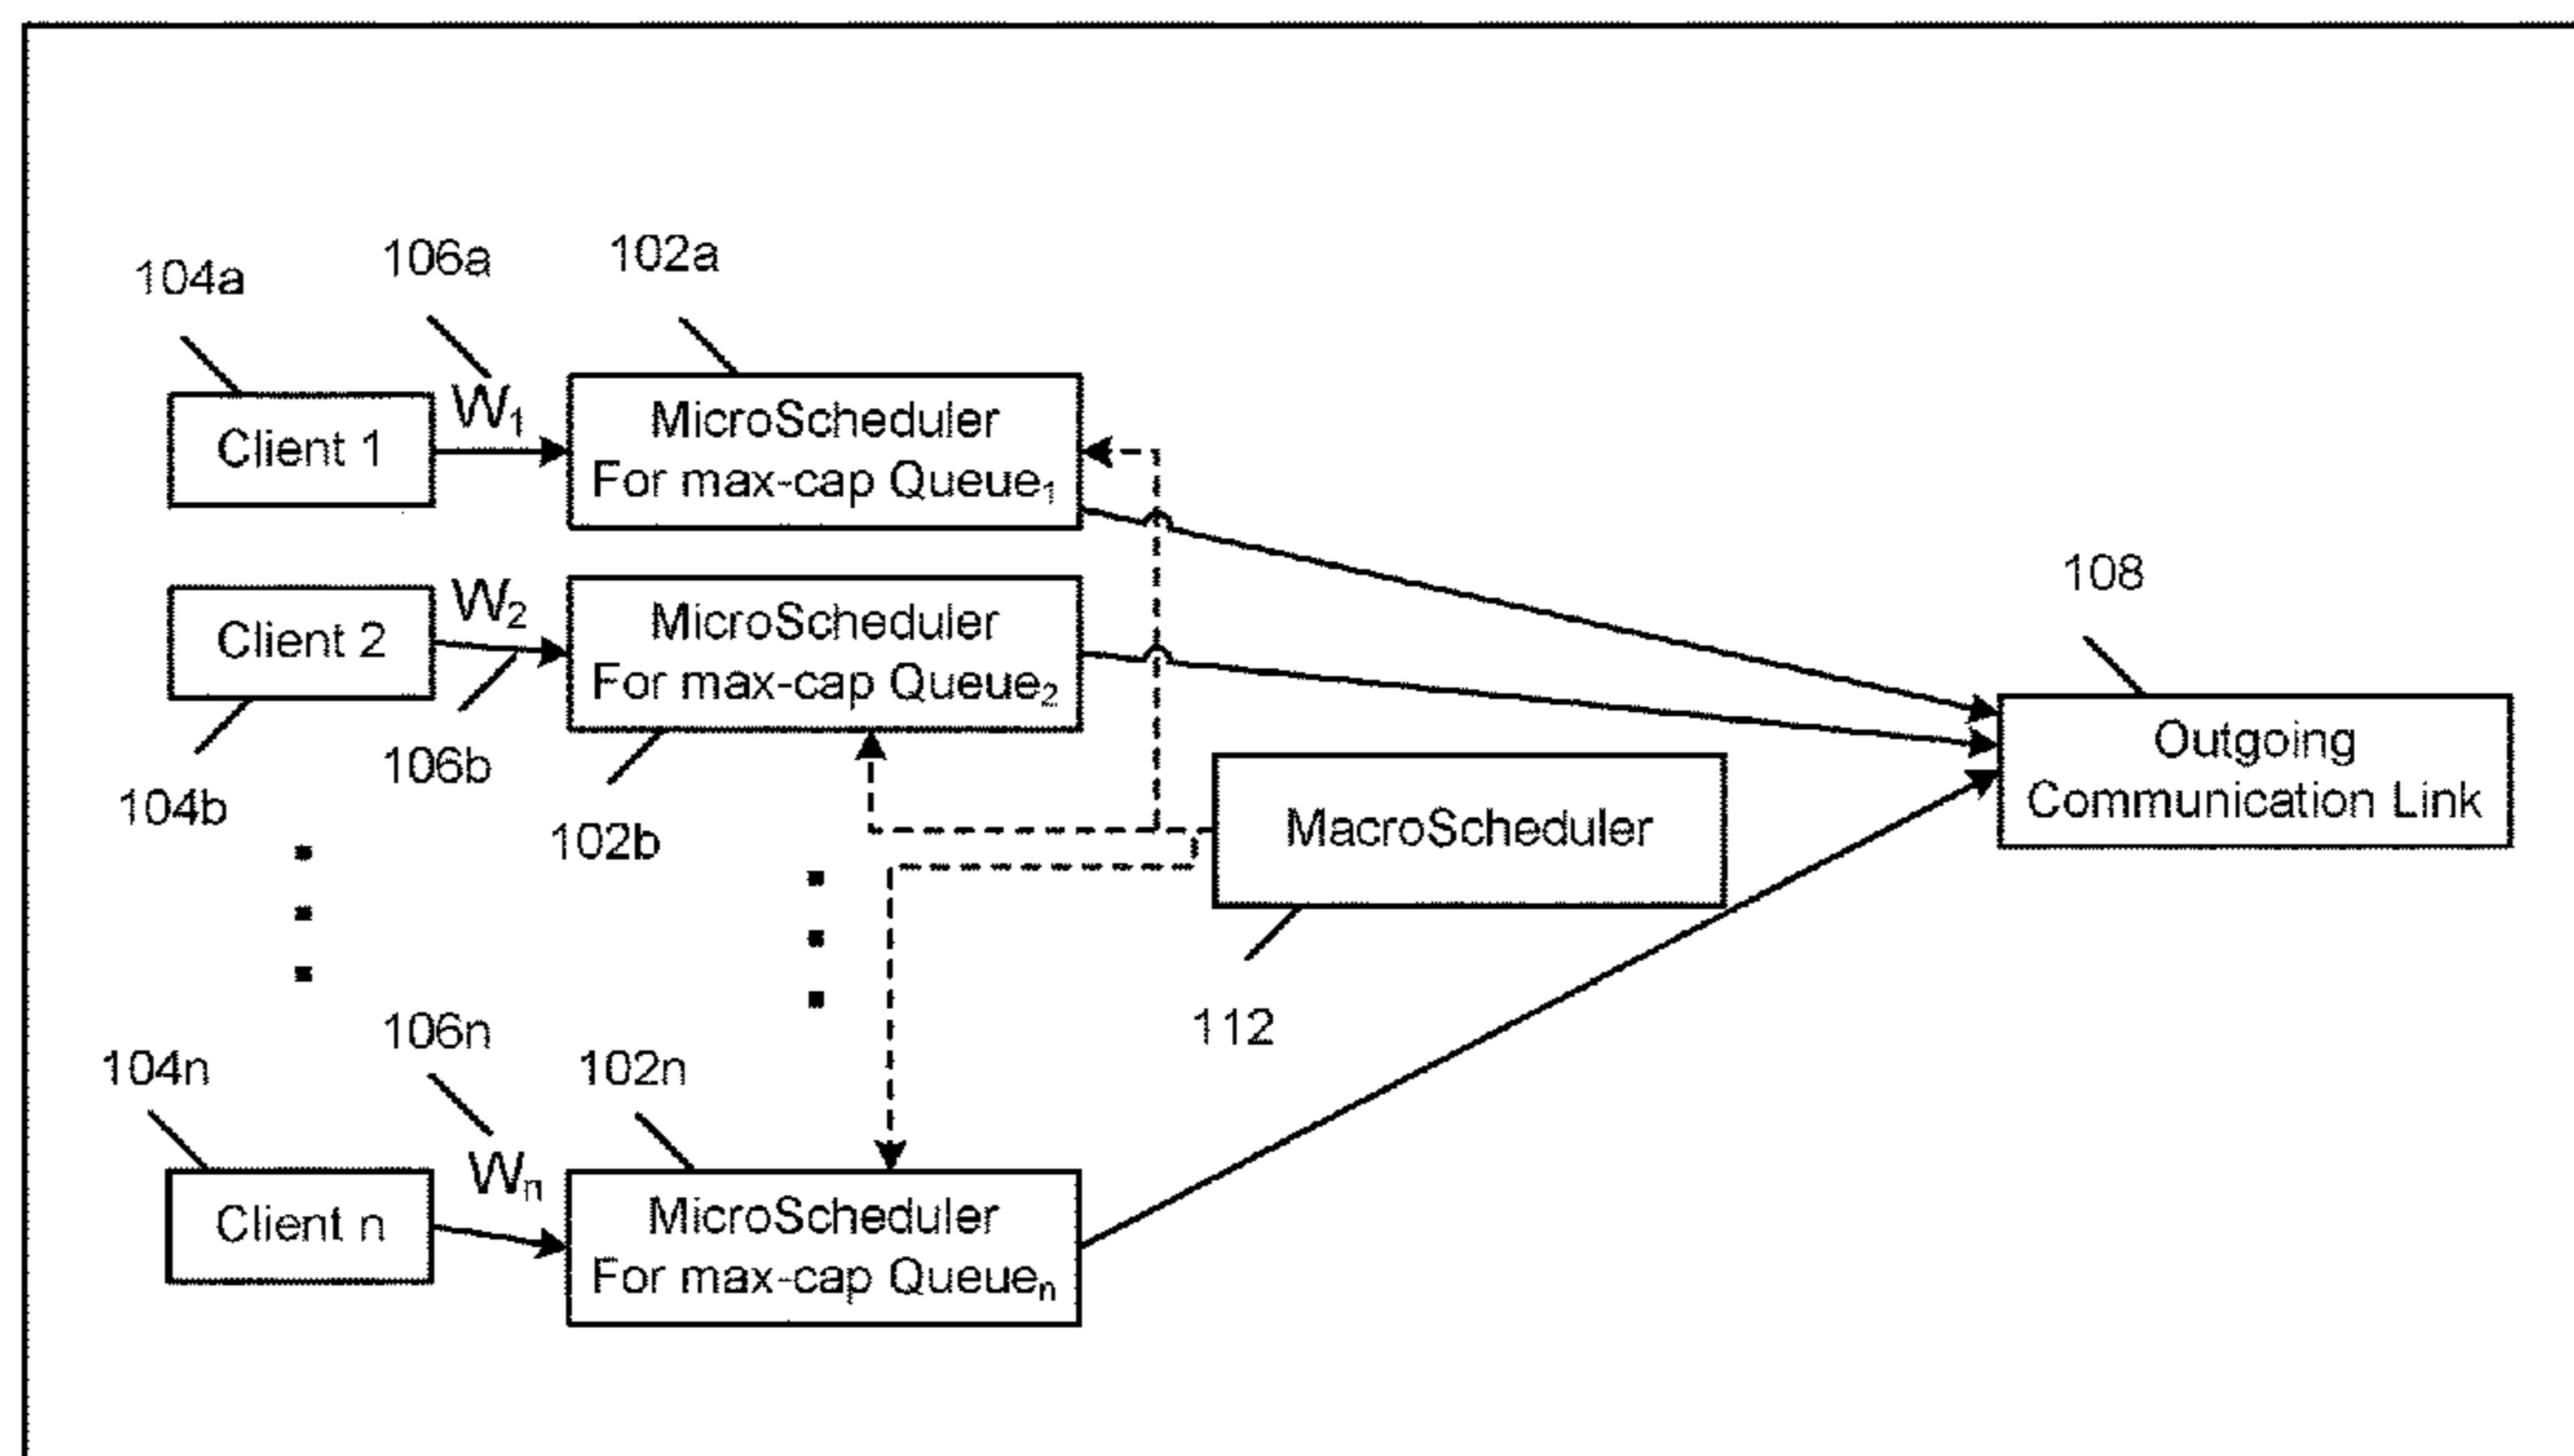 106a
102a
104a
W₁
Client 1
MicroScheduler
For max-cap Queue₁
108
W₂
Client 2
MicroScheduler
For max-cap Queue₂
Outgoing
Communication Link
106b
104b
102b
MacroScheduler
112
106n
104n
102n
Wₙ
Client n
MicroScheduler
For max-cap Queueₙ